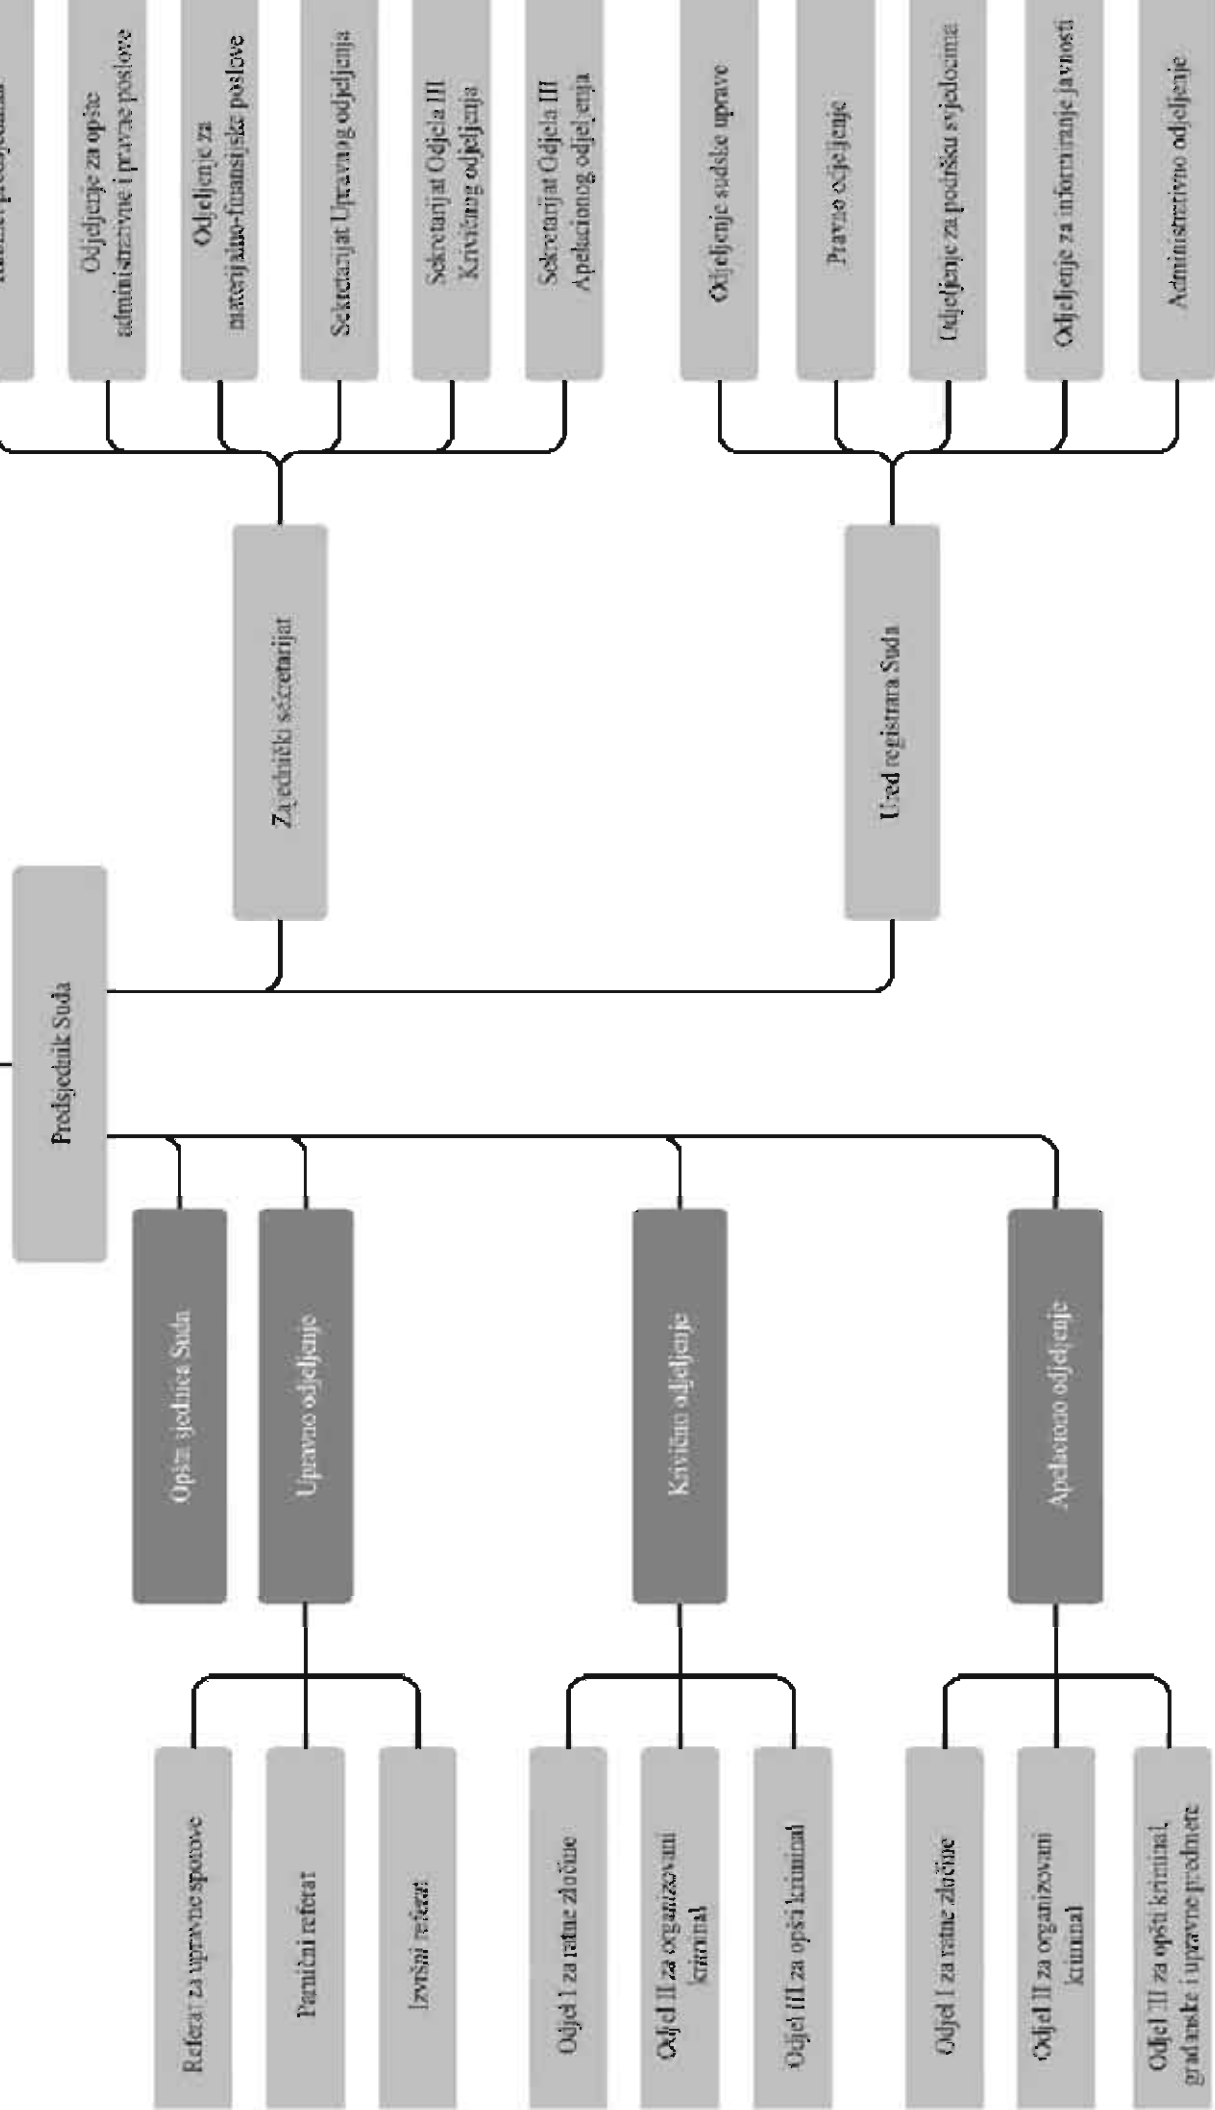 Predsjednik Suda
Opšta sjednica Suda
Upravno odjeljenje
Referat za upravne sporove
Parnični referat
Izvršni referat
Krivično odjeljenje
Odjel I za ratne zločine
Odjel II za organizovani
kriminal
Odjel III za opšti kriminal
Apelaciono odjeljenje
Odjel I za ratne zločine
Odjel II za organizovani
kriminal
Odjel III za opšti kriminal,
građanske i upravne predmete
Zajednički sekretarijat
Odjeljenje za opšte
administrativne i pravne poslove
Odjeljenje za
materijalno-finansijske poslove
Sekretarijat Upravnog odjeljenja
Sekretarijat Odjela III
Krivičnog odjeljenja
Sekretarijat Odjela III
Apelacionog odjeljenja
Ured registrara Suda
Odjeljenje sudske uprave
Pravno odjeljenje
Odjeljenje za podršku svjedocima
Odjeljenje za informiranje javnosti
Administrativno odjeljenje